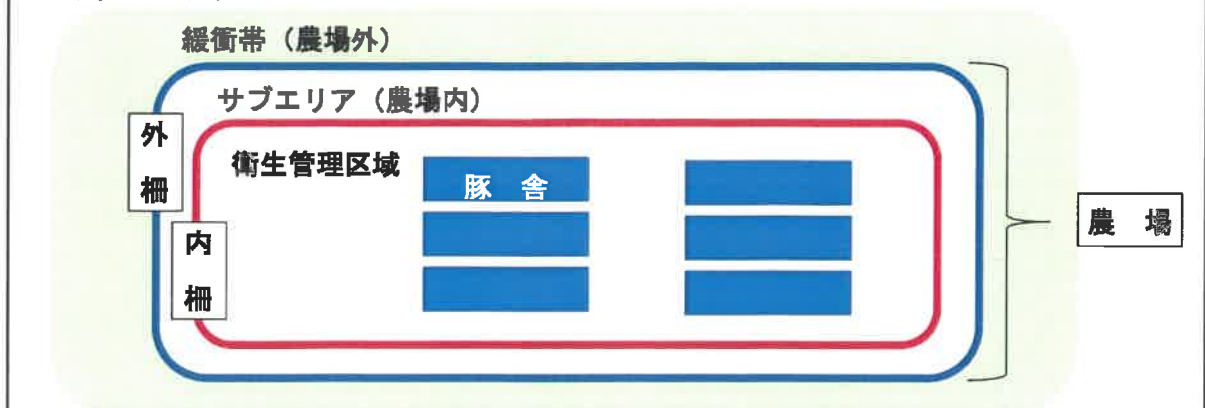 緩衝帯（農場外）
サブエリア（農場内）
外柵
衛生管理区域
豚 舎
内柵
農 場